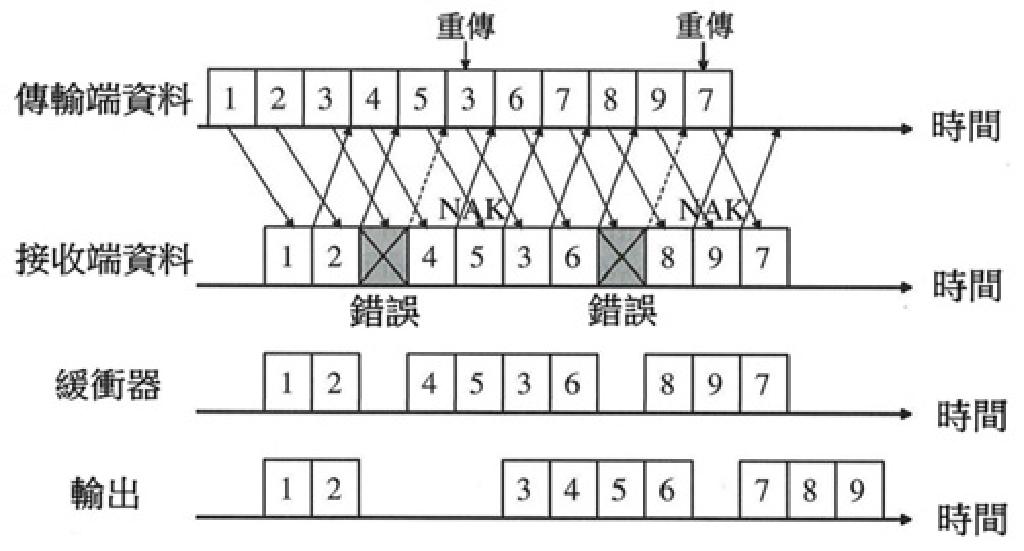 重傳 重傳
傳輸端資料 1 2 3 4 5 3 6 7 8 9 7 時間
NAK NAK
接收端資料 1 2 4 5 3 6 8 9 7 時間
錯誤 錯誤
緩衝器 1 2 4 5 3 6 8 9 7 時間
輸出 1 2 3 4 5 6 7 8 9 時間